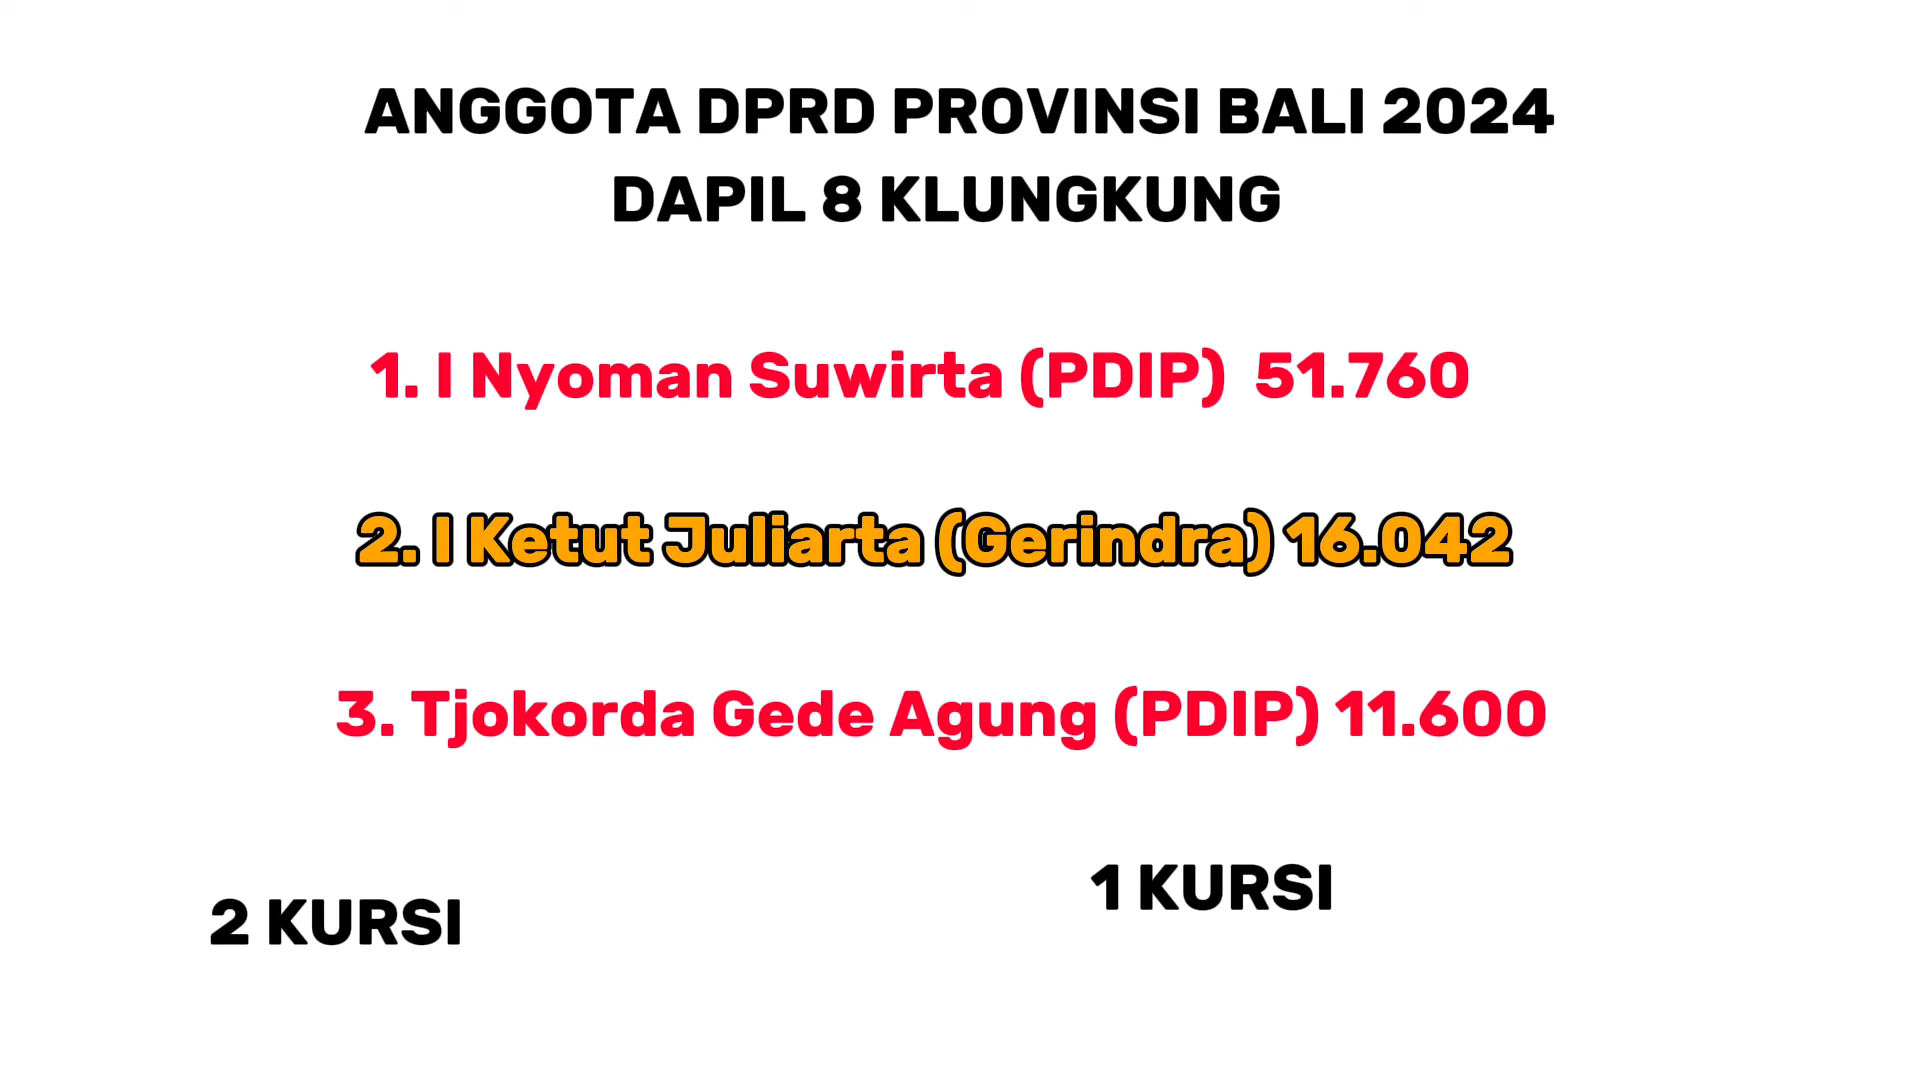 ANGGOTA DPRD PROVINSI BALI 2024
DAPIL 8 KLUNGKUNG
1. I Nyoman Suwirta (PDIP) 51.760
2. I Ketut Juliarta (Gerindra) 16.042
3. Tjokorda Gede Agung (PDIP) 11.600
2 KURSI
1 KURSI